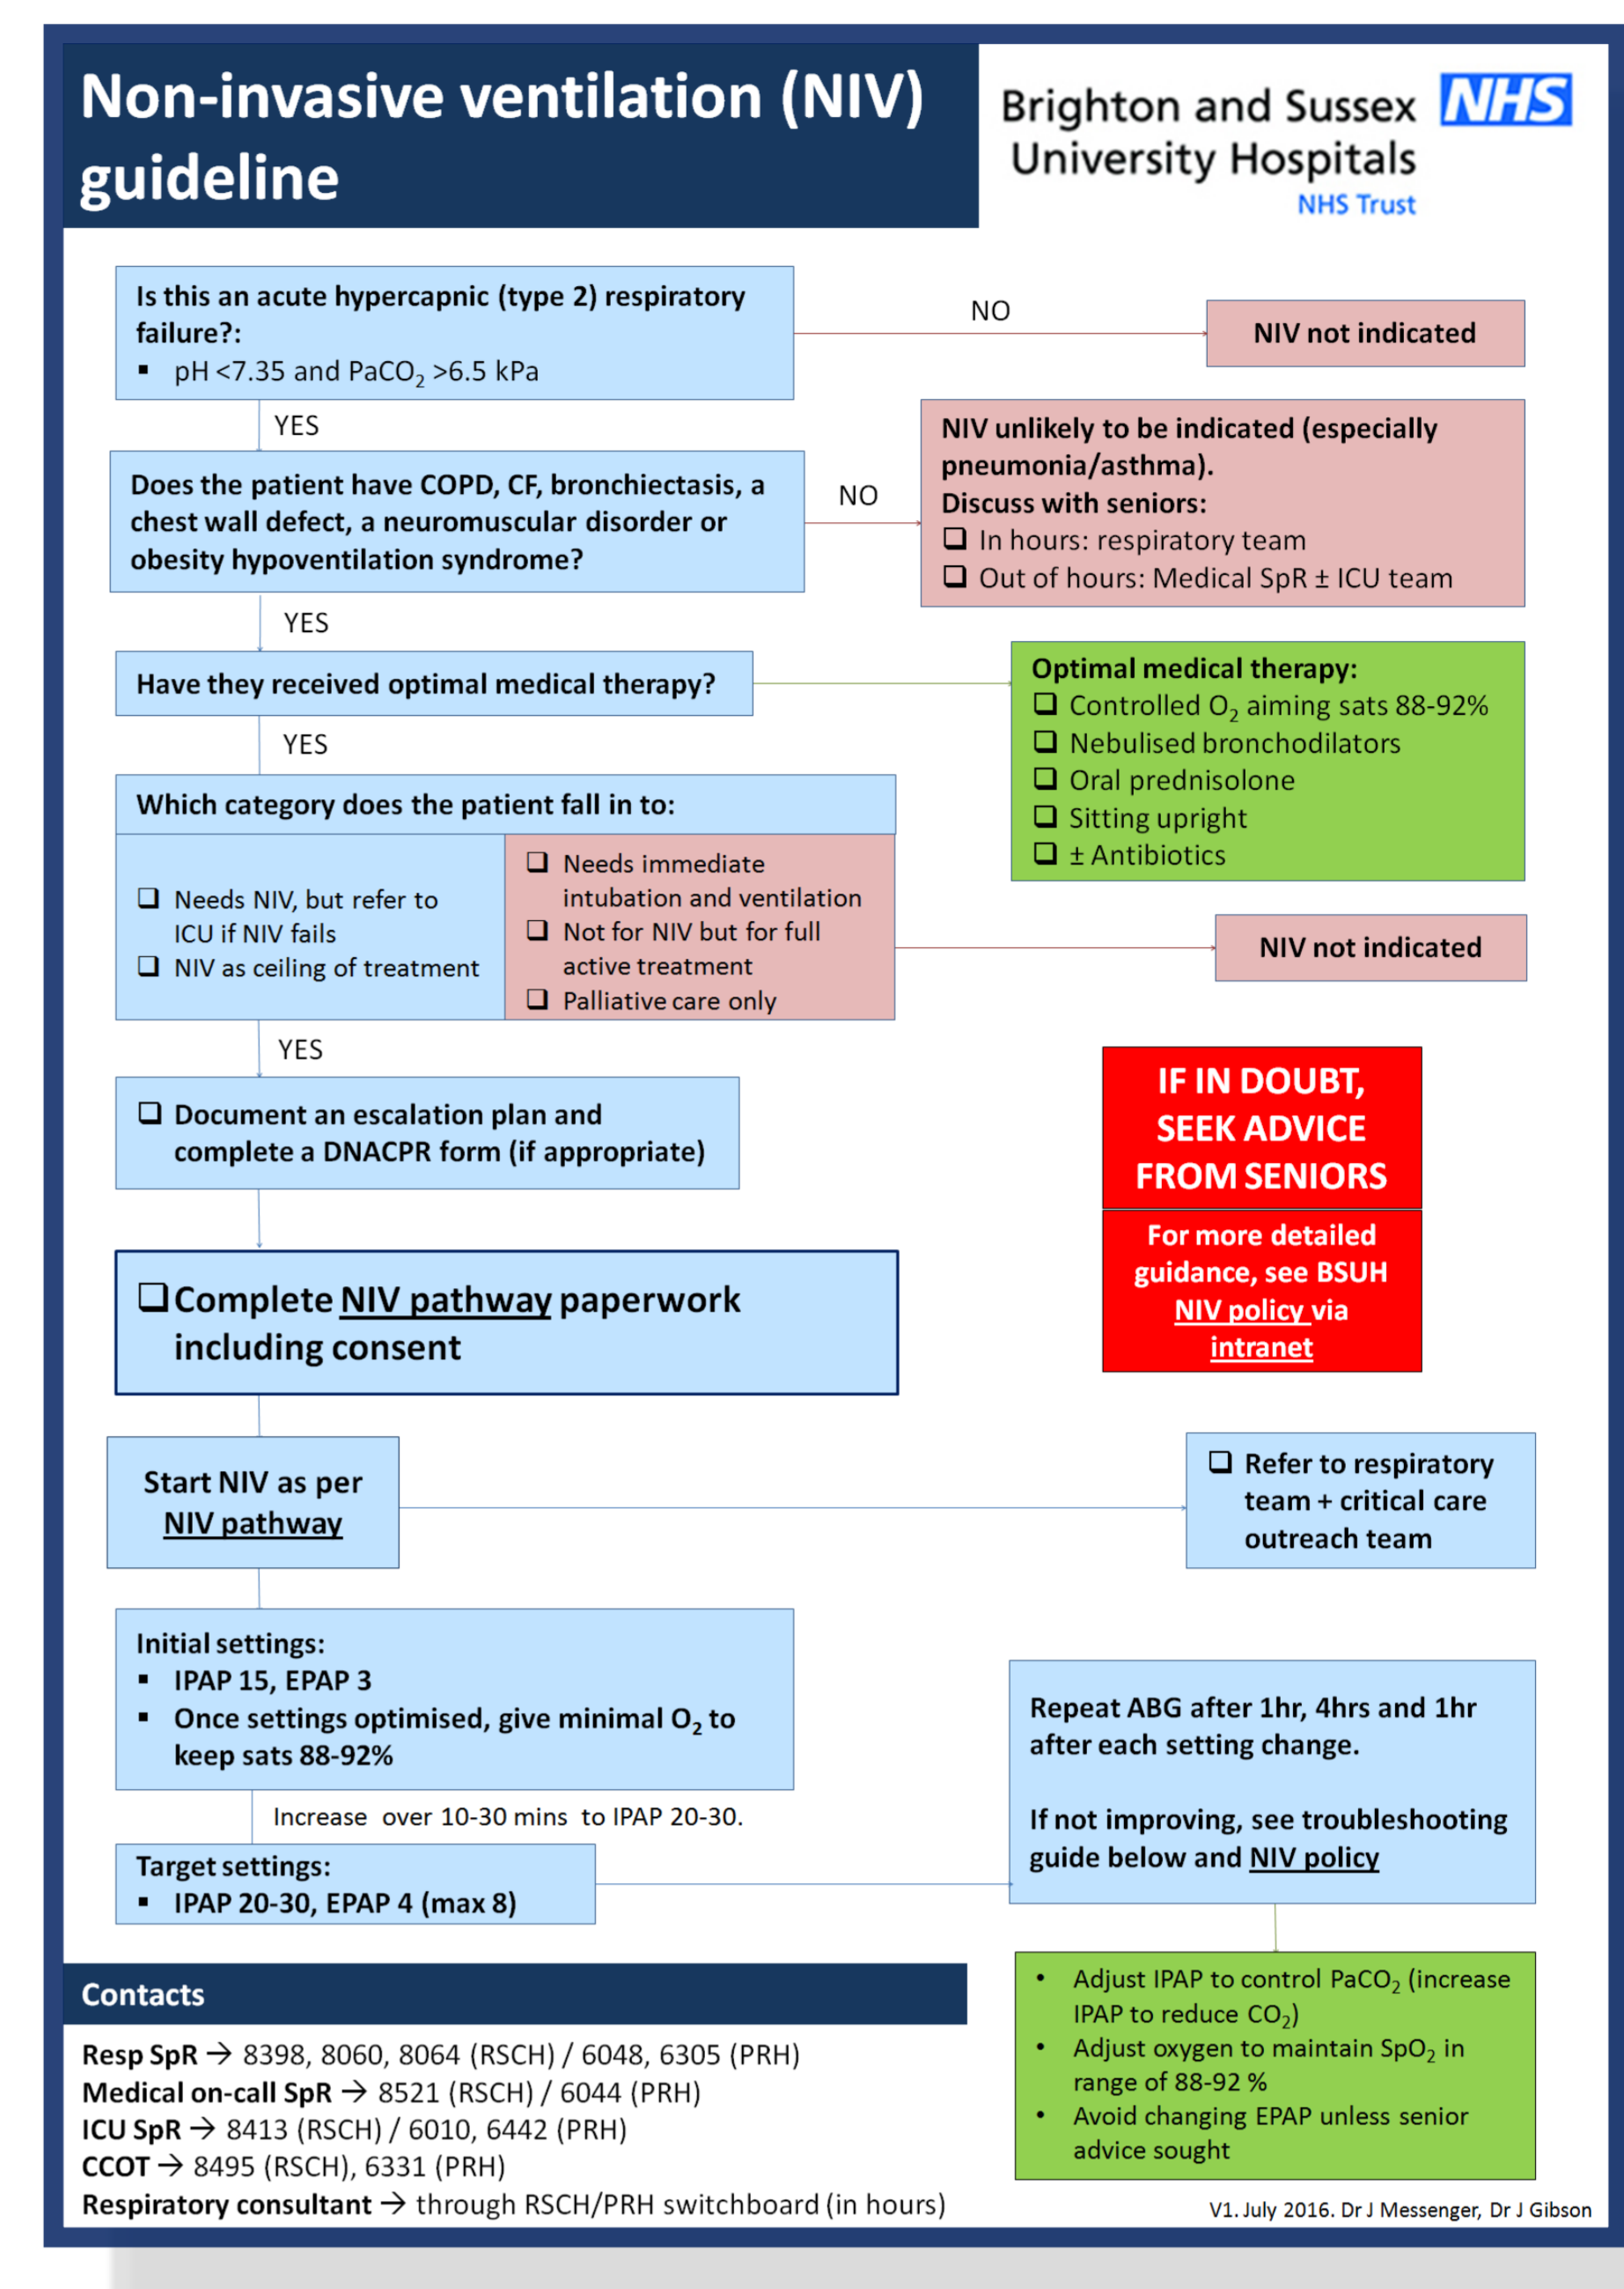 Non-invasive ventilation (NIV)
guideline
Brighton and Sussex
University Hospitals
NHS Trust
NHS
Is this an acute hypercapnic (type 2) respiratory
failure?:
▪ pH <7.35 and PaCO₂ >6.5 kPa
NO
NIV not indicated
YES
Does the patient have COPD, CF, bronchiectasis, a
chest wall defect, a neuromuscular disorder or
obesity hypoventilation syndrome?
NO
NIV unlikely to be indicated (especially
pneumonia/asthma).
Discuss with seniors:
❑ In hours: respiratory team
❑ Out of hours: Medical SpR ± ICU team
YES
Have they received optimal medical therapy?
Optimal medical therapy:
❑ Controlled O₂ aiming sats 88-92%
❑ Nebulised bronchodilators
❑ Oral prednisolone
❑ Sitting upright
❑ ± Antibiotics
YES
Which category does the patient fall in to:
❑ Needs NIV, but refer to
ICU if NIV fails
❑ NIV as ceiling of treatment
❑ Needs immediate
intubation and ventilation
❑ Not for NIV but for full
active treatment
❑ Palliative care only
NIV not indicated
YES
❑ Document an escalation plan and
complete a DNACPR form (if appropriate)
IF IN DOUBT,
SEEK ADVICE
FROM SENIORS
For more detailed
guidance, see BSUH
NIV policy via
intranet
❑ Complete NIV pathway paperwork
including consent
Start NIV as per
NIV pathway
❑ Refer to respiratory
team + critical care
outreach team
Initial settings:
▪ IPAP 15, EPAP 3
▪ Once settings optimised, give minimal O₂ to
keep sats 88-92%
Increase over 10-30 mins to IPAP 20-30.
Target settings:
▪ IPAP 20-30, EPAP 4 (max 8)
Repeat ABG after 1hr, 4hrs and 1hr
after each setting change.
If not improving, see troubleshooting
guide below and NIV policy
• Adjust IPAP to control PaCO₂ (increase
IPAP to reduce CO₂)
• Adjust oxygen to maintain SpO₂ in
range of 88-92 %
• Avoid changing EPAP unless senior
advice sought
Contacts
Resp SpR → 8398, 8060, 8064 (RSCH) / 6048, 6305 (PRH)
Medical on-call SpR → 8521 (RSCH) / 6044 (PRH)
ICU SpR → 8413 (RSCH) / 6010, 6442 (PRH)
CCOT → 8495 (RSCH), 6331 (PRH)
Respiratory consultant → through RSCH/PRH switchboard (in hours)
V1. July 2016. Dr J Messenger, Dr J Gibson